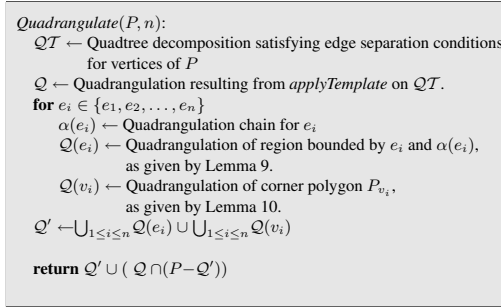 Quadrangulate(P, n):
𝒬𝒯 ← Quadtree decomposition satisfying edge separation conditions
for vertices of P
𝒬 ← Quadrangulation resulting from applyTemplate on 𝒬𝒯.
for e_i ∈ {e_1, e_2, . . . , e_n}
α(e_i) ← Quadrangulation chain for e_i
𝒬(e_i) ← Quadrangulation of region bounded by e_i and α(e_i),
as given by Lemma 9.
𝒬(v_i) ← Quadrangulation of corner polygon P_{v_i},
as given by Lemma 10.
𝒬′ ← ⋃_{1≤i≤n} 𝒬(e_i) ∪ ⋃_{1≤i≤n} 𝒬(v_i)
return 𝒬′ ∪ ( 𝒬 ∩ (P−𝒬′))